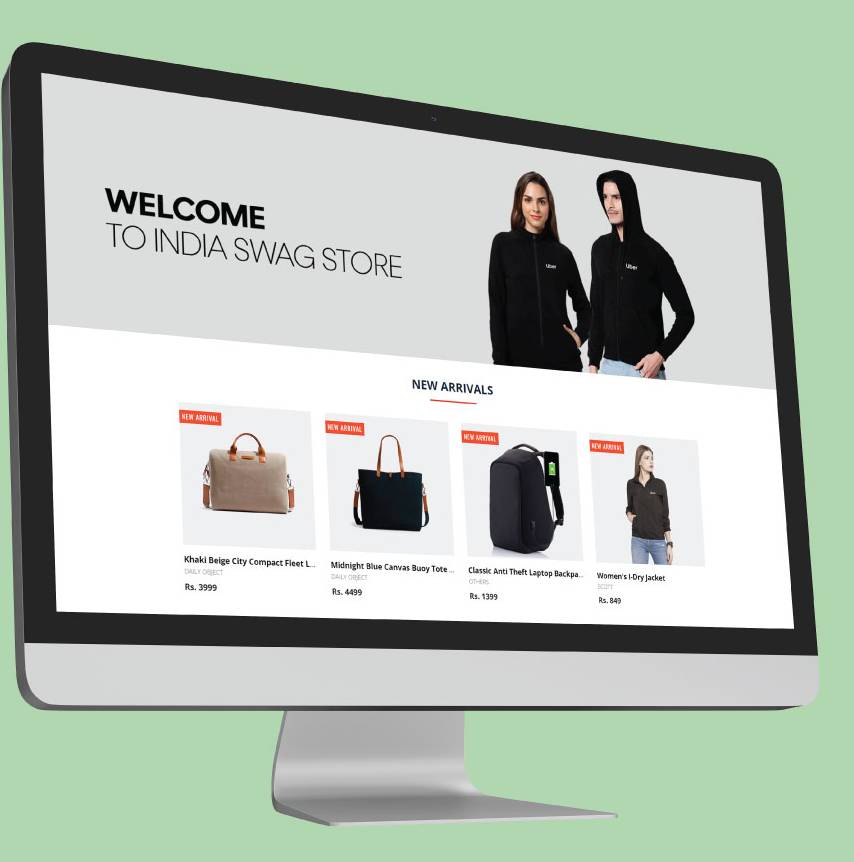 WELCOME
TO INDIA SWAG STORE
Uber
Uber
NEW ARRIVALS
NEW ARRIVAL
NEW ARRIVAL
NEW ARRIVAL
NEW ARRIVAL
Khaki Beige City Compact Fleet L...
DAILY OBJECT
Rs. 3999
Midnight Blue Canvas Buoy Tote ...
DAILY OBJECT
Rs. 4499
Classic Anti Theft Laptop Backpa...
OTHERS
Rs. 1399
Women's I-Dry Jacket
SCOTT
Rs. 849